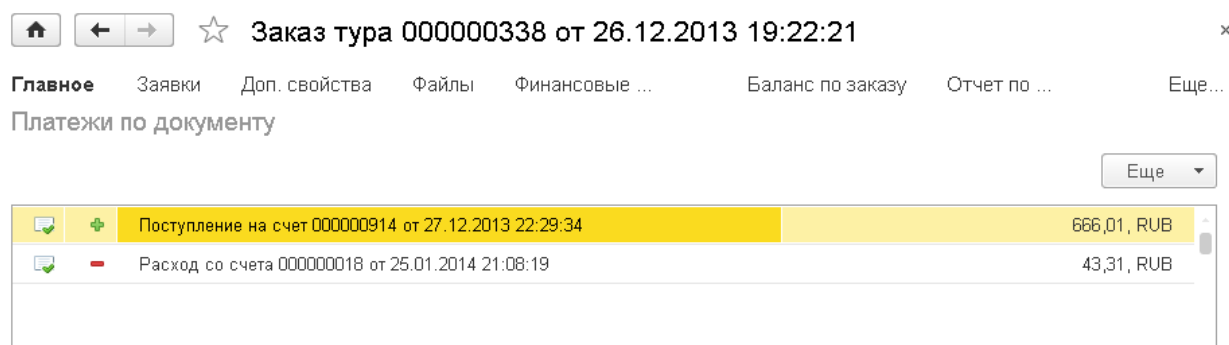 Заказ тура 000000338 от 26.12.2013 19:22:21
Главное Заявки Доп. свойства Файлы Финансовые ... Баланс по заказу Отчет по ... Еще...
Платежи по документу
Еще
Поступление на счет 000000914 от 27.12.2013 22:29:34 666,01, RUB
Расход со счета 000000018 от 25.01.2014 21:08:19 43,31, RUB